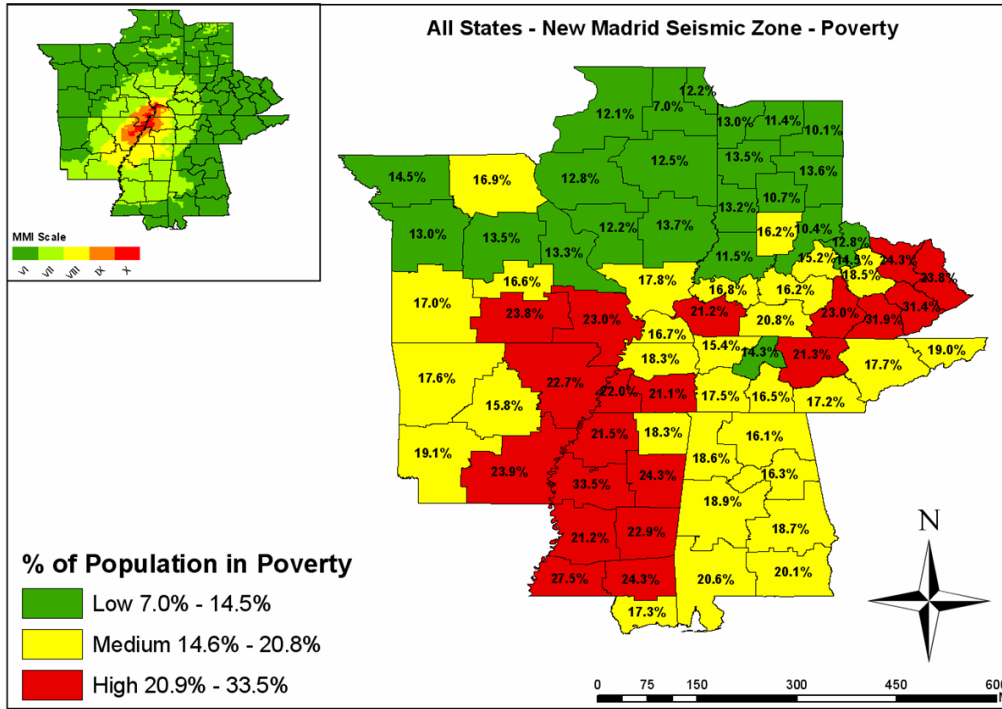 All States - New Madrid Seismic Zone - Poverty
MMI Scale
VI VII VIII IX X
12.2%
12.1% 7.0%
13.0% 11.4%
10.1%
12.5% 13.5%
14.5% 16.9% 12.8% 13.6%
10.7%
13.2%
13.0% 13.5% 12.2% 13.7% 16.2% 10.4%
13.3% 11.5% 12.8%
15.2% 14.5% 24.3%
17.8% 18.5% 23.8%
17.0% 16.6% 16.8% 16.2%
23.8% 23.0% 21.2% 23.0% 31.9% 31.4%
16.7% 20.8%
15.4% 14.3% 21.3% 19.0%
18.3% 17.7%
17.6% 22.7%
15.8% 22.0% 21.1% 17.5% 16.5% 17.2%
21.5% 18.3% 16.1%
19.1% 18.6%
23.9% 33.5% 24.3% 16.3%
18.9%
21.2% 22.9% 18.7%
27.5% 24.3% 20.6% 20.1%
17.3%
N
% of Population in Poverty
Low 7.0% - 14.5%
Medium 14.6% - 20.8%
High 20.9% - 33.5%
0 75 150 300 450 600